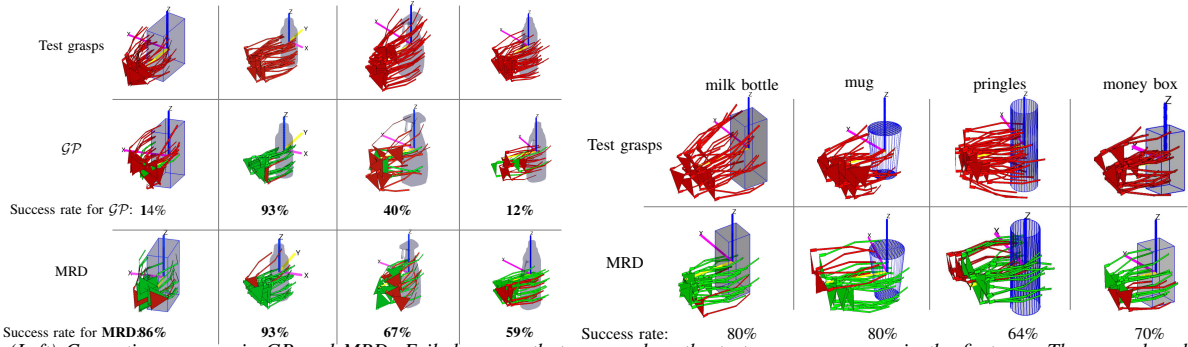 Test grasps
GP
Success rate for GP: 14% 93% 40% 12%
MRD
Success rate for MRD: 86% 93% 67% 59%
milk bottle mug pringles money box
Test grasps
MRD
Success rate: 80% 80% 64% 70%